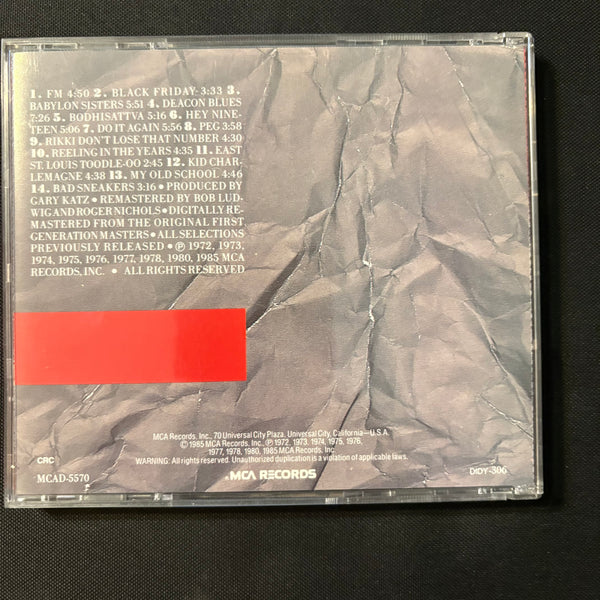 1. FM 4:50 2. BLACK FRIDAY 3:33 3.
BABYLON SISTERS 5:51 4. DEACON BLUES
7:26 5. BODHISATTVA 5:16 6. HEY NINE-
TEEN 5:06 7. DO IT AGAIN 5:56 8. PEG 3:58
9. RIKKI DON'T LOSE THAT NUMBER 4:30
10. REELING IN THE YEARS 4:35 11. EAST
ST. LOUIS TOODLE-OO 2:45 12. KID CHAR-
LEMAGNE 4:38 13. MY OLD SCHOOL 4:46
14. BAD SNEAKERS 3:16 • PRODUCED BY
GARY KATZ • REMASTERED BY BOB LUD-
WIG AND ROGER NICHOLS • DIGITALLY RE-
MASTERED FROM THE ORIGINAL FIRST
GENERATION MASTERS • ALL SELECTIONS
PREVIOUSLY RELEASED • ℗ 1972, 1973,
1974, 1975, 1976, 1977, 1978, 1980, 1985 MCA
RECORDS, INC. • ALL RIGHTS RESERVED
MCA Records, Inc., 70 Universal City Plaza, Universal City, California—U.S.A.
© 1985 MCA Records, Inc., ℗ 1972, 1973, 1974, 1975, 1976,
1977, 1978, 1980, 1985 MCA Records, Inc.
WARNING: All rights reserved. Unauthorized duplication is a violation of applicable laws.
CRC
MCAD-5570
MCA RECORDS
DIDY-306